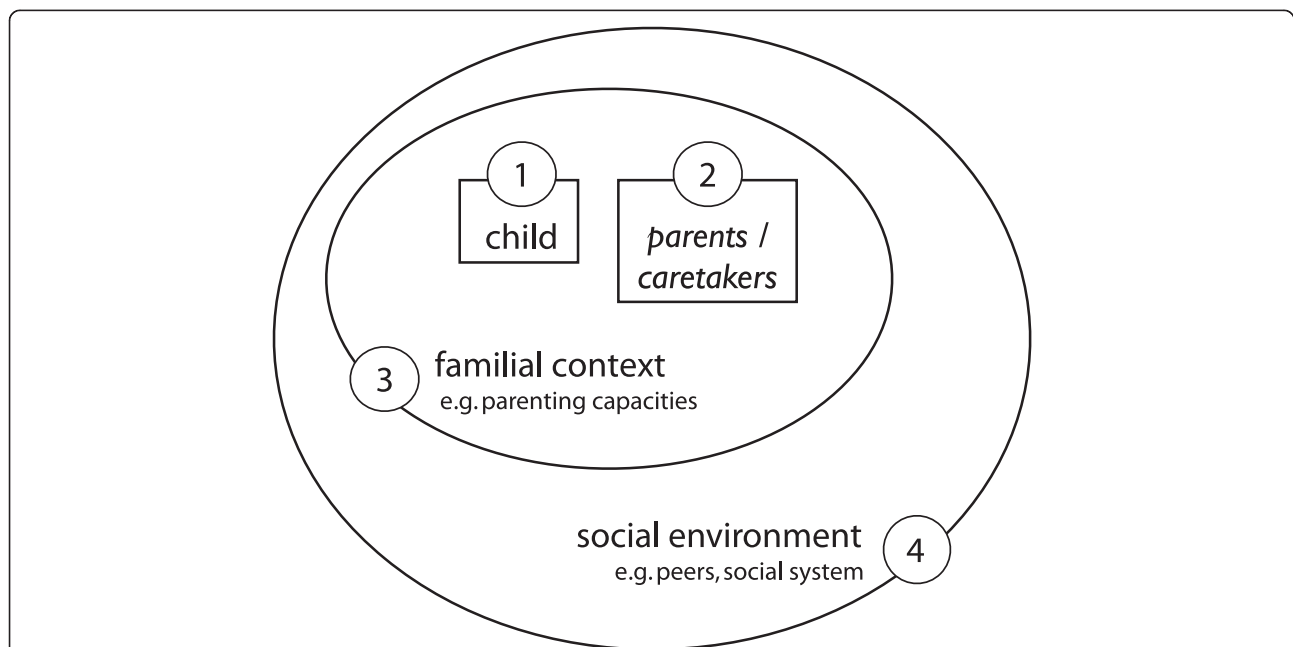 1
child
2
parents /
caretakers
3
familial context
e.g. parenting capacities
social environment
e.g. peers, social system
4